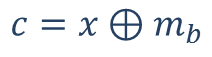 c = x ⊕ m_b